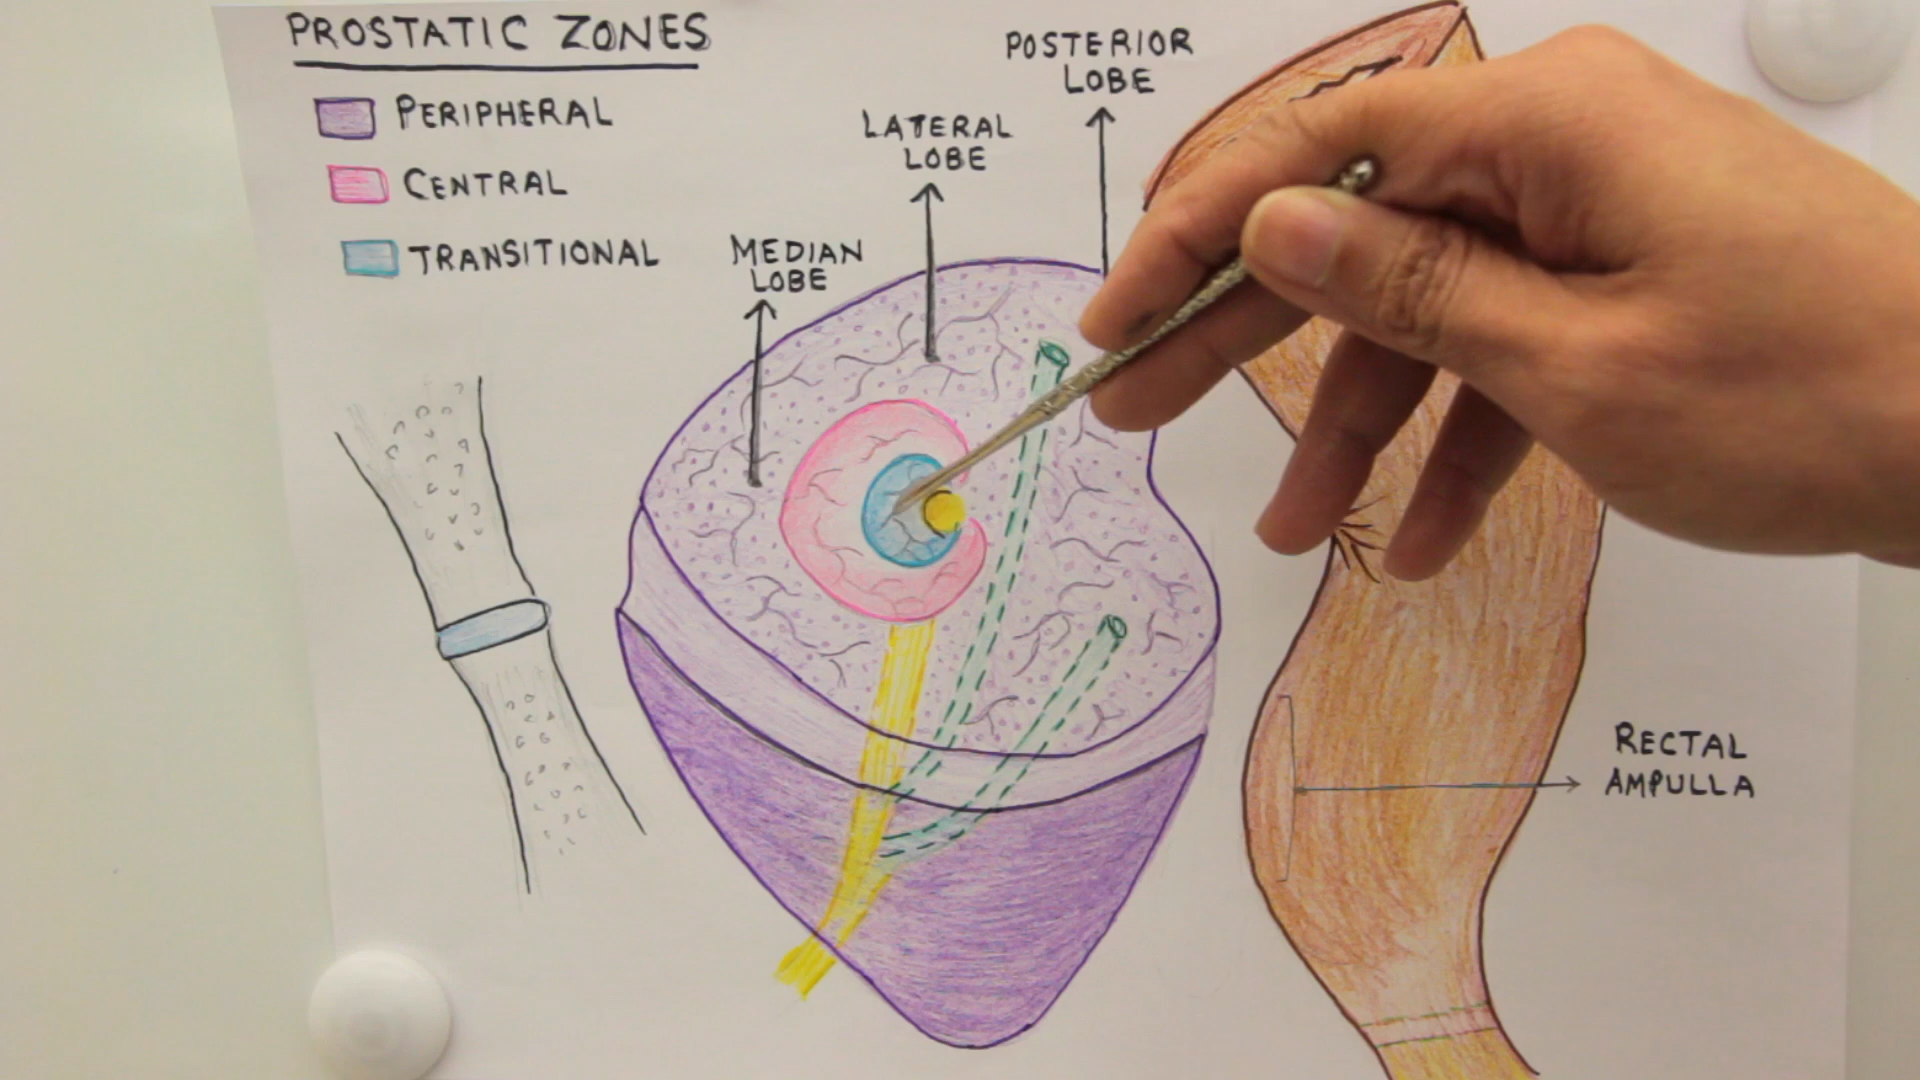 PROSTATIC ZONES
PERIPHERAL
CENTRAL
TRANSITIONAL
MEDIAN
LOBE
LATERAL
LOBE
POSTERIOR
LOBE
RECTAL
AMPULLA